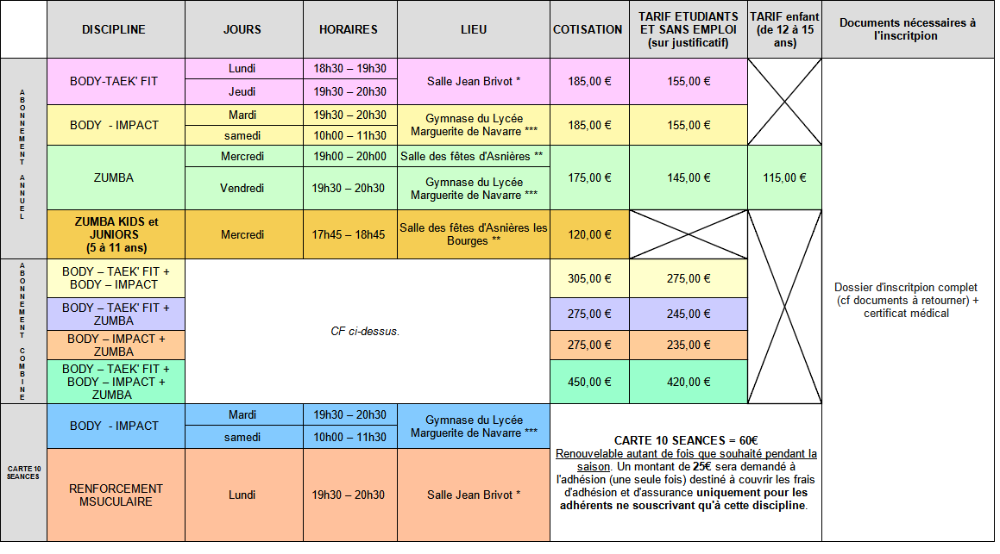 DISCIPLINE
JOURS
HORAIRES
LIEU
COTISATION
TARIF ETUDIANTS
ET SANS EMPLOI
(sur justificatif)
TARIF enfant
(de 12 à 15
ans)
Documents nécessaires à
l'inscritpion
ABONNEMENT ANNUEL
BODY-TAEK' FIT
Lundi
18h30 – 19h30
Jeudi
19h30 – 20h30
Salle Jean Brivot *
185,00 €
155,00 €
BODY - IMPACT
Mardi
19h30 – 20h30
samedi
10h00 – 11h30
Gymnase du Lycée
Marguerite de Navarre ***
185,00 €
155,00 €
ZUMBA
Mercredi
19h00 – 20h00
Salle des fêtes d'Asnières **
Vendredi
19h30 – 20h30
Gymnase du Lycée
Marguerite de Navarre ***
175,00 €
145,00 €
115,00 €
ZUMBA KIDS et
JUNIORS
(5 à 11 ans)
Mercredi
17h45 – 18h45
Salle des fêtes d'Asnières les
Bourges **
120,00 €
ABONNEMENT COMBINE
BODY – TAEK' FIT +
BODY – IMPACT
305,00 €
275,00 €
BODY – TAEK' FIT +
ZUMBA
275,00 €
245,00 €
BODY – IMPACT +
ZUMBA
275,00 €
235,00 €
BODY – TAEK' FIT +
BODY – IMPACT +
ZUMBA
450,00 €
420,00 €
CF ci-dessus.
Dossier d'inscritpion complet
(cf documents à retourner) +
certificat médical
CARTE 10
SEANCES
BODY - IMPACT
Mardi
19h30 – 20h30
samedi
10h00 – 11h30
Gymnase du Lycée
Marguerite de Navarre ***
RENFORCEMENT
MSUCULAIRE
Lundi
19h30 – 20h30
Salle Jean Brivot *
CARTE 10 SEANCES = 60€
Renouvelable autant de fois que souhaité pendant la
saison. Un montant de 25€ sera demandé à
l'adhésion (une seule fois) destiné à couvrir les frais
d'adhésion et d'assurance uniquement pour les
adhérents ne souscrivant qu'à cette discipline.